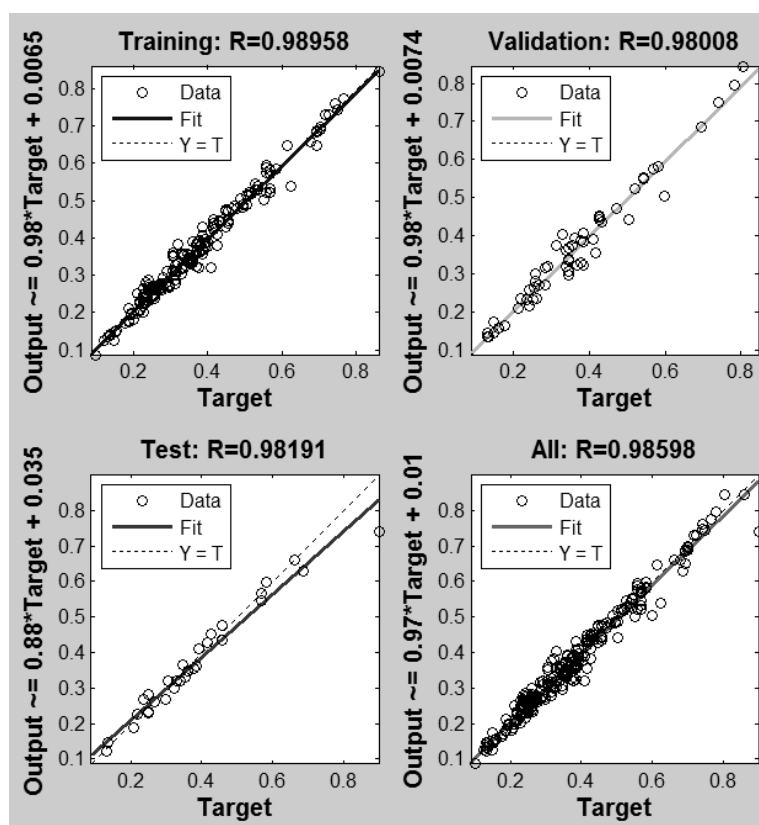 Training: R=0.98958
Output ~= 0.98*Target + 0.0065
Data
Fit
Y = T
0.8
0.7
0.6
0.5
0.4
0.3
0.2
0.1
0.2 0.4 0.6 0.8
Target
Validation: R=0.98008
Output ~= 0.98*Target + 0.0074
Data
Fit
Y = T
0.8
0.7
0.6
0.5
0.4
0.3
0.2
0.1
0.2 0.4 0.6 0.8
Target
Test: R=0.98191
Output ~= 0.88*Target + 0.035
Data
Fit
Y = T
0.8
0.7
0.6
0.5
0.4
0.3
0.2
0.1
0.2 0.4 0.6 0.8
Target
All: R=0.98598
Output ~= 0.97*Target + 0.01
Data
Fit
Y = T
0.8
0.7
0.6
0.5
0.4
0.3
0.2
0.1
0.2 0.4 0.6 0.8
Target